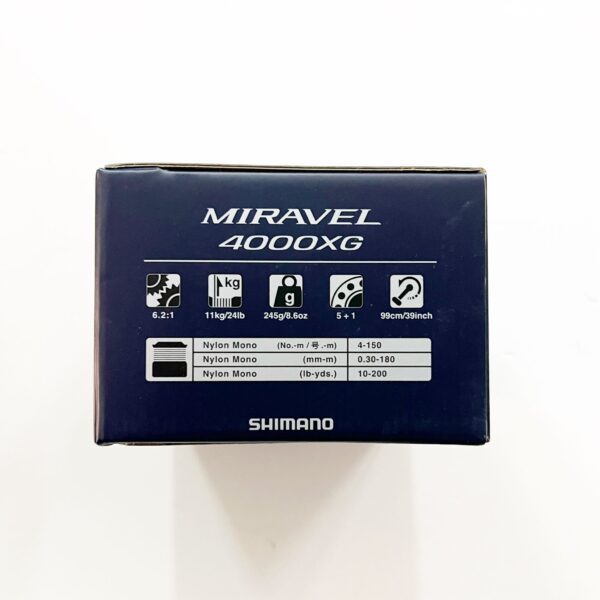 MIRAVEL
4000XG
kg
g
6.2:1 11kg/24lb 245g/8.6oz 5 + 1 99cm/39inch
Nylon Mono (No.-m / 号.-m) 4-150
Nylon Mono (mm-m) 0.30-180
Nylon Mono (lb-yds.) 10-200
SHIMANO